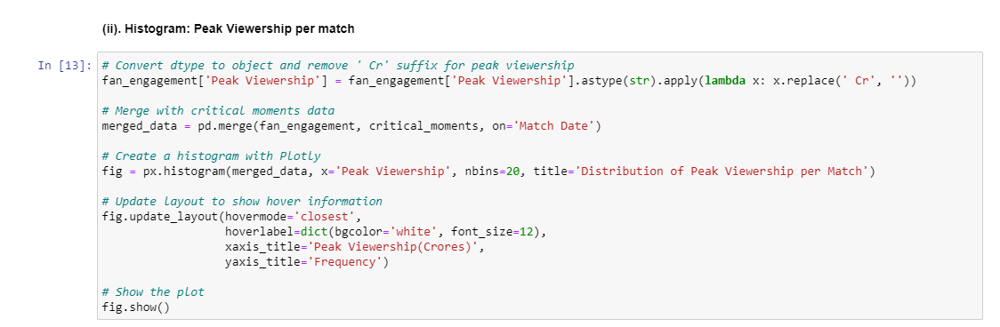 (ii). Histogram: Peak Viewership per match
In [13]: # Convert dtype to object and remove ' Cr' suffix for peak viewership
fan_engagement['Peak Viewership'] = fan_engagement['Peak Viewership'].astype(str).apply(lambda x: x.replace(' Cr', ''))
# Merge with critical moments data
merged_data = pd.merge(fan_engagement, critical_moments, on='Match Date')
# Create a histogram with Plotly
fig = px.histogram(merged_data, x='Peak Viewership', nbins=20, title='Distribution of Peak Viewership per Match')
# Update layout to show hover information
fig.update_layout(hovermode='closest',
hoverlabel=dict(bgcolor='white', font_size=12),
xaxis_title='Peak Viewership(Crores)',
yaxis_title='Frequency')
# Show the plot
fig.show()